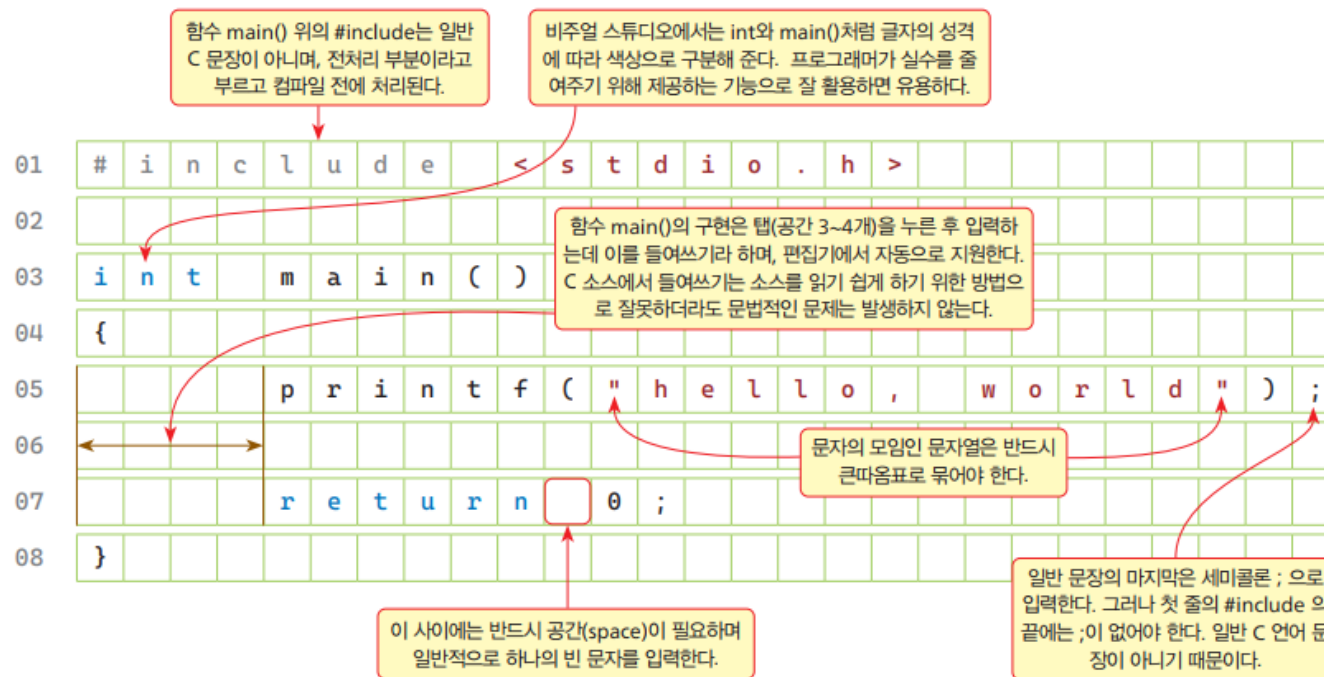 함수 main() 위의 #include는 일반
C 문장이 아니며, 전처리 부분이라고
부르고 컴파일 전에 처리된다.
비주얼 스튜디오에서는 int와 main()처럼 글자의 성격
에 따라 색상으로 구분해 준다. 프로그래머가 실수를 줄
여주기 위해 제공하는 기능으로 잘 활용하면 유용하다.
01 #include <stdio.h>
02
함수 main()의 구현은 탭(공간 3~4개)을 누른 후 입력하
는데 이를 들여쓰기라 하며, 편집기에서 자동으로 지원한다.
C 소스에서 들여쓰기는 소스를 읽기 쉽게 하기 위한 방법으
로 잘못하더라도 문법적인 문제는 발생하지 않는다.
03 int main()
04 {
05 printf("hello, world");
06
문자의 모임인 문자열은 반드시
큰따옴표로 묶어야 한다.
07 return 0;
08 }
이 사이에는 반드시 공간(space)이 필요하며
일반적으로 하나의 빈 문자를 입력한다.
일반 문장의 마지막은 세미콜론 ; 으로
입력한다. 그러나 첫 줄의 #include 의
끝에는 ;이 없어야 한다. 일반 C 언어 문
장이 아니기 때문이다.